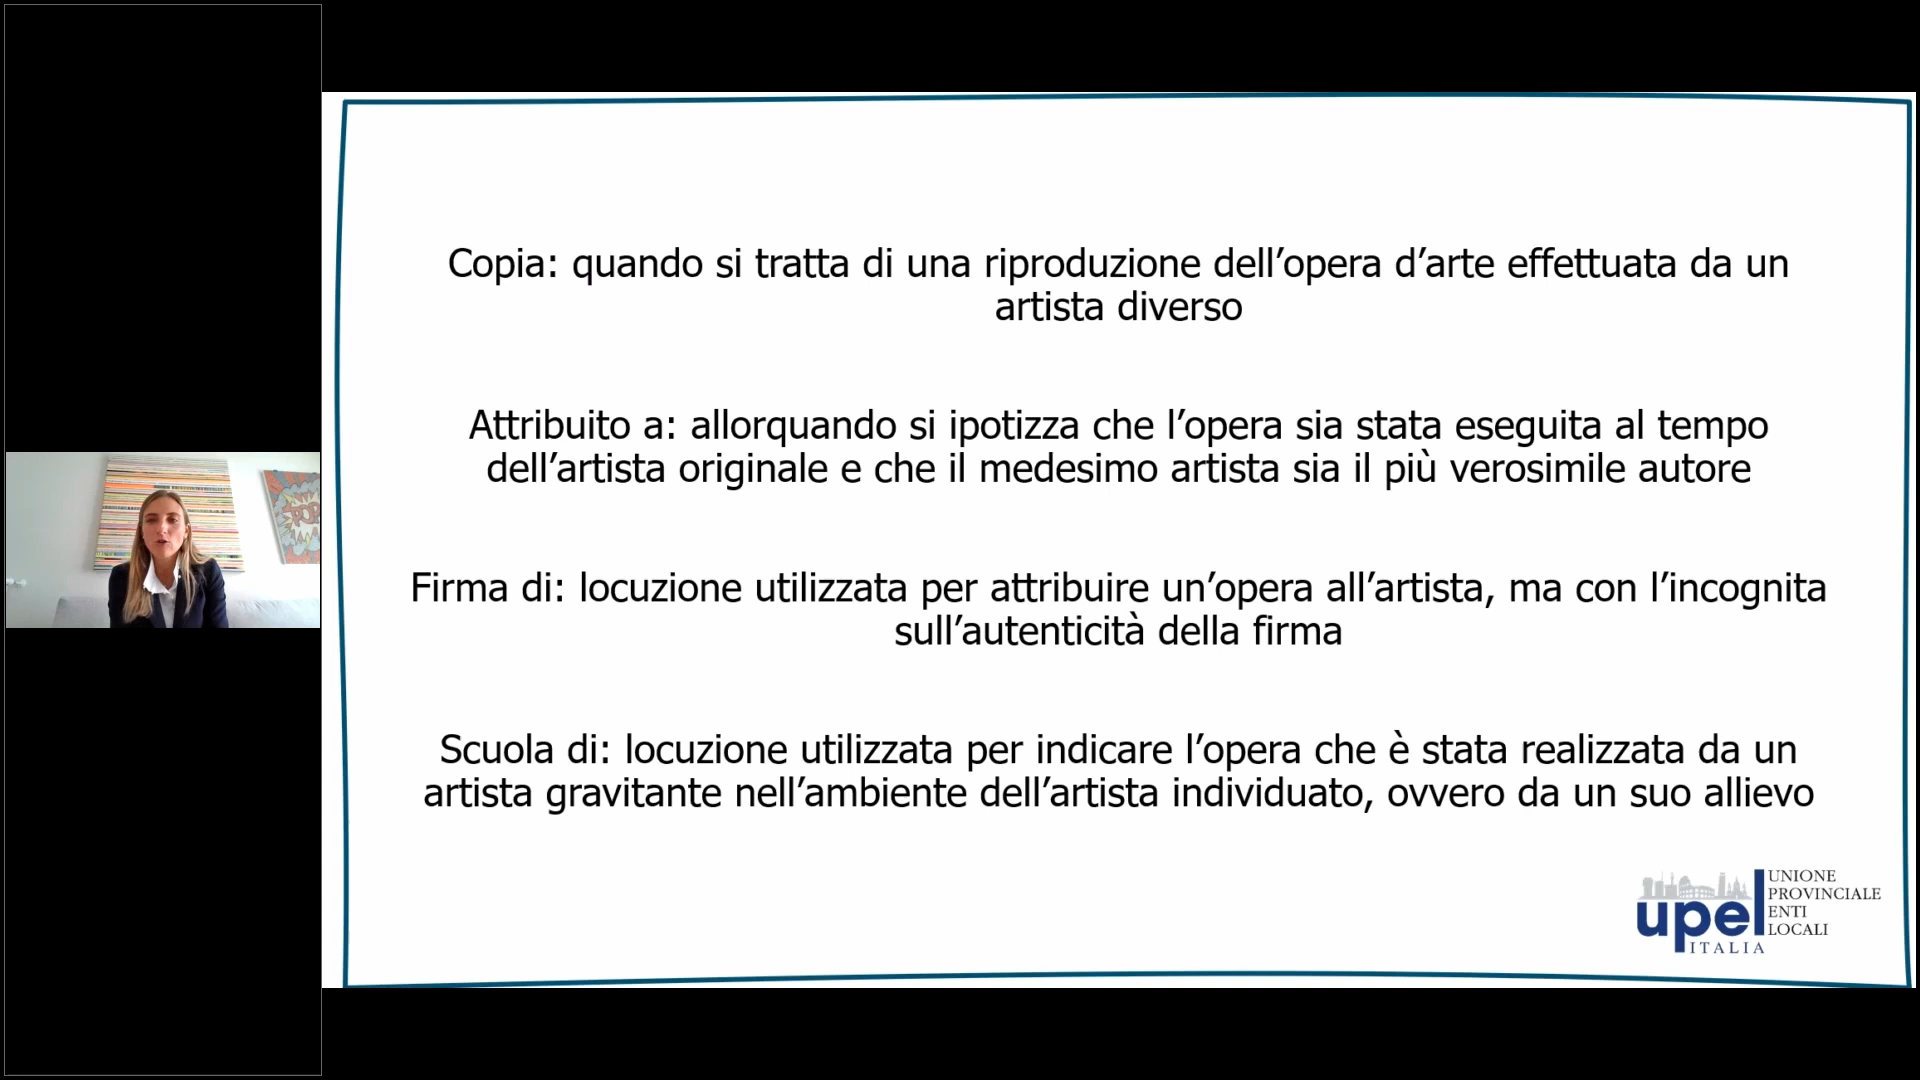 Copia: quando si tratta di una riproduzione dell’opera d’arte effettuata da un
artista diverso
Attribuito a: allorquando si ipotizza che l’opera sia stata eseguita al tempo
dell’artista originale e che il medesimo artista sia il più verosimile autore
Firma di: locuzione utilizzata per attribuire un’opera all’artista, ma con l’incognita
sull’autenticità della firma
Scuola di: locuzione utilizzata per indicare l’opera che è stata realizzata da un
artista gravitante nell’ambiente dell’artista individuato, ovvero da un suo allievo
POP
upel
ITALIA
UNIONE
PROVINCIALE
ENTI
LOCALI